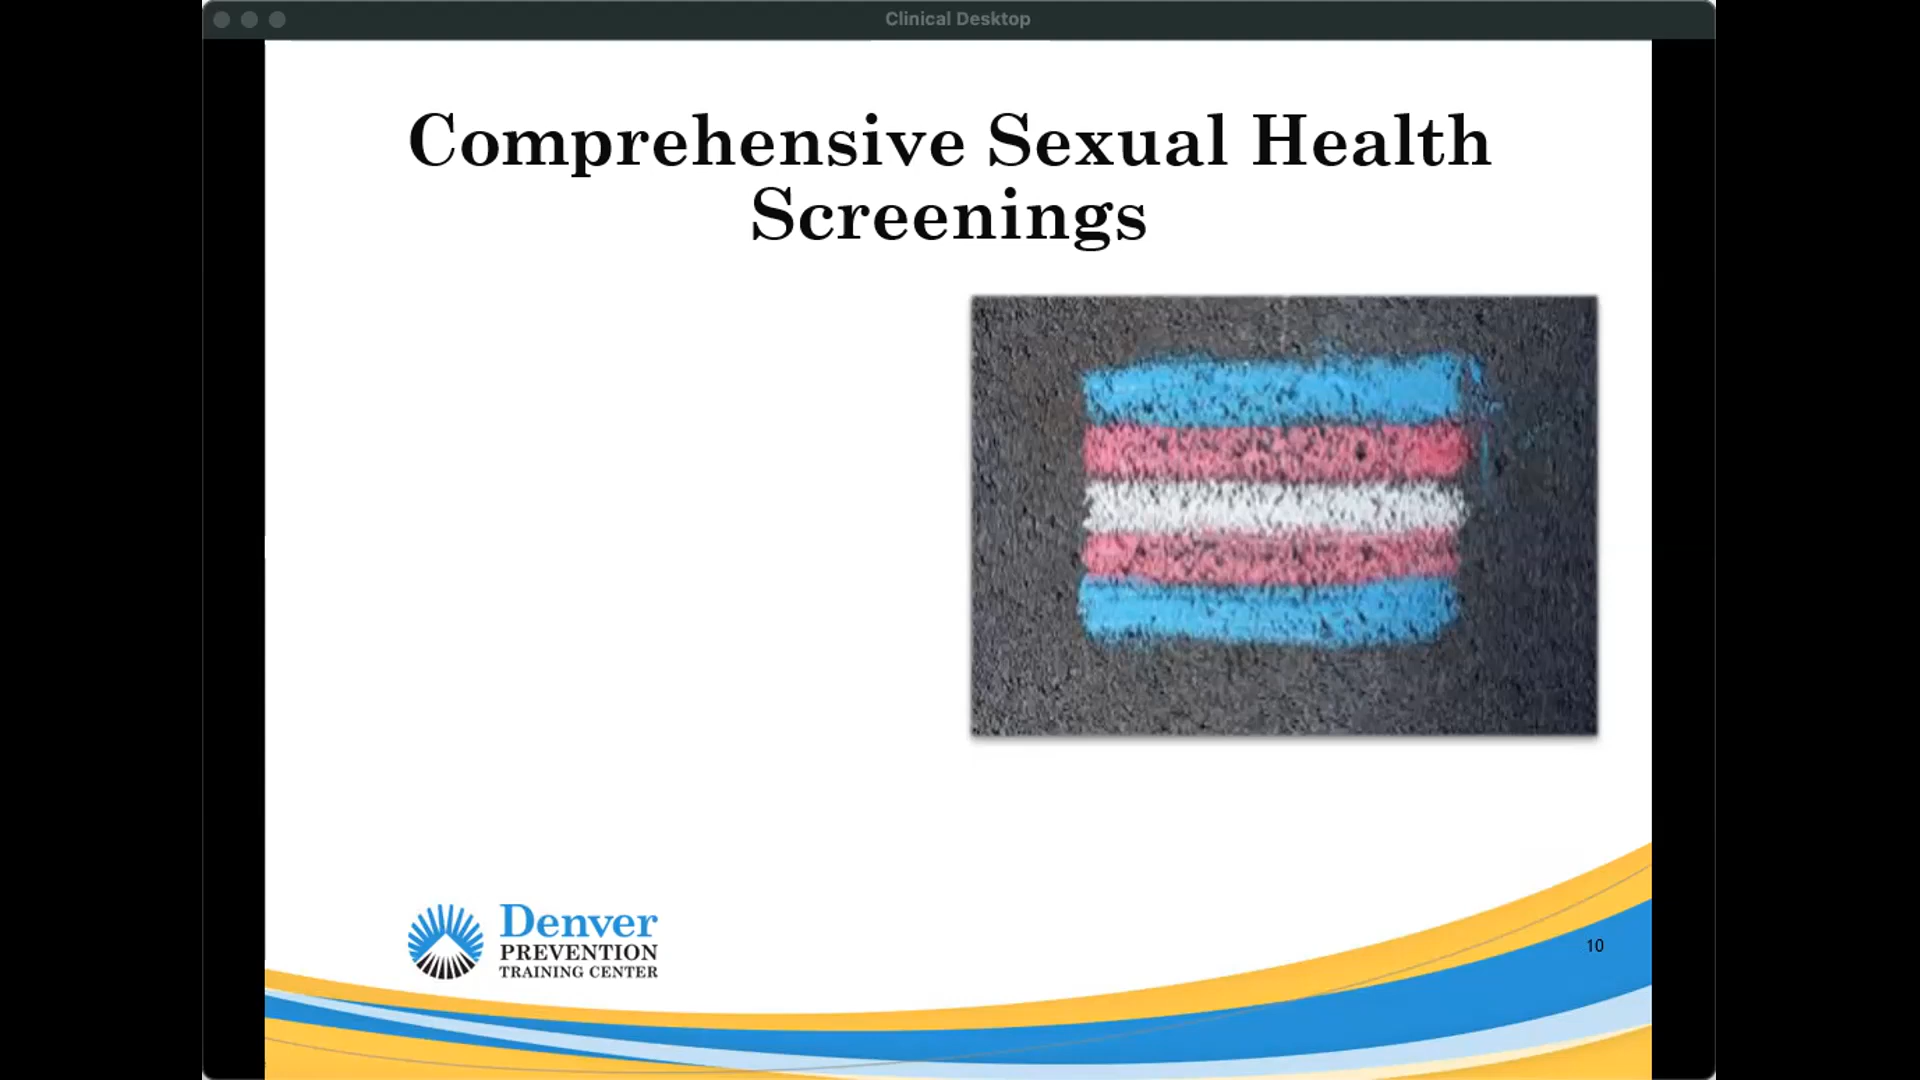 Clinical Desktop
Comprehensive Sexual Health
Screenings
Denver
PREVENTION
TRAINING CENTER
10